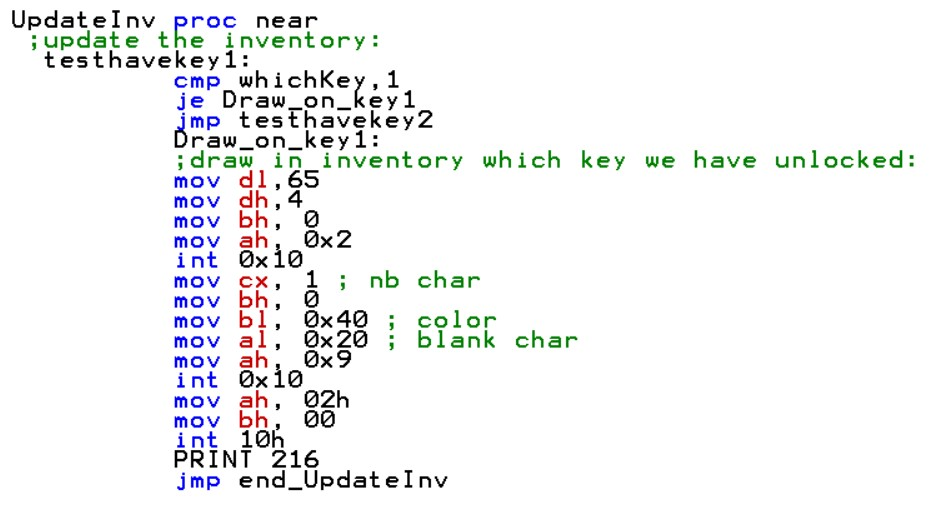 UpdateInv proc near
;update the inventory:
testhavekey1:
cmp whichKey,1
je Draw_on_key1
jmp testhavekey2
Draw_on_key1:
;draw in inventory which key we have unlocked:
mov dl,65
mov dh,4
mov bh, 0
mov ah, 0x2
int 0x10
mov cx, 1 ; nb char
mov bh, 0
mov bl, 0x40 ; color
mov al, 0x20 ; blank char
mov ah, 0x9
int 0x10
mov ah, 02h
mov bh, 00
int 10h
PRINT 216
jmp end_UpdateInv